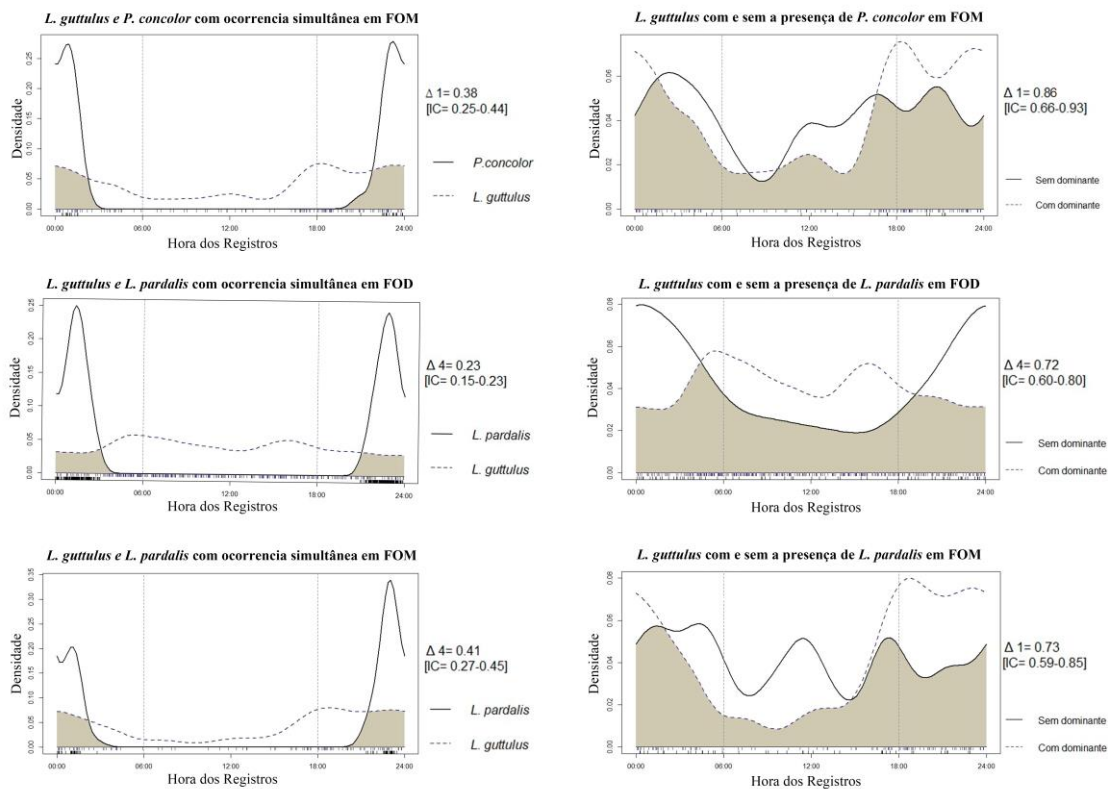 L. guttulus e P. concolor com ocorrencia simultânea em FOM
0.00 0.05 0.10 0.15 0.20 0.25
Densidade
00:00 06:00 12:00 18:00 24:00
Hora dos Registros
Δ 1= 0.38
[IC= 0.25-0.44]
P.concolor
L. guttulus
L. guttulus com e sem a presença de P. concolor em FOM
0.00 0.02 0.04 0.06
Densidade
00:00 06:00 12:00 18:00 24:00
Hora dos Registros
Δ 1= 0.86
[IC= 0.66-0.93]
Sem dominante
Com dominante
L. guttulus e L. pardalis com ocorrencia simultânea em FOD
0.00 0.05 0.10 0.15 0.20 0.25
Densidade
00:00 06:00 12:00 18:00 24:00
Hora dos Registros
Δ 4= 0.23
[IC= 0.15-0.23]
L. pardalis
L. guttulus
L. guttulus com e sem a presença de L. pardalis em FOD
0.00 0.02 0.04 0.06 0.08
Densidade
00:00 06:00 12:00 18:00 24:00
Hora dos Registros
Δ 4= 0.72
[IC= 0.60-0.80]
Sem dominante
Com dominante
L. guttulus e L. pardalis com ocorrencia simultânea em FOM
0.00 0.05 0.10 0.15 0.20 0.25 0.30 0.35
Densidade
00:00 06:00 12:00 18:00 24:00
Hora dos Registros
Δ 4= 0.41
[IC= 0.27-0.45]
L. pardalis
L. guttulus
L. guttulus com e sem a presença de L. pardalis em FOM
0.00 0.02 0.04 0.06 0.08
Densidade
00:00 06:00 12:00 18:00 24:00
Hora dos Registros
Δ 1= 0.73
[IC= 0.59-0.85]
Sem dominante
Com dominante